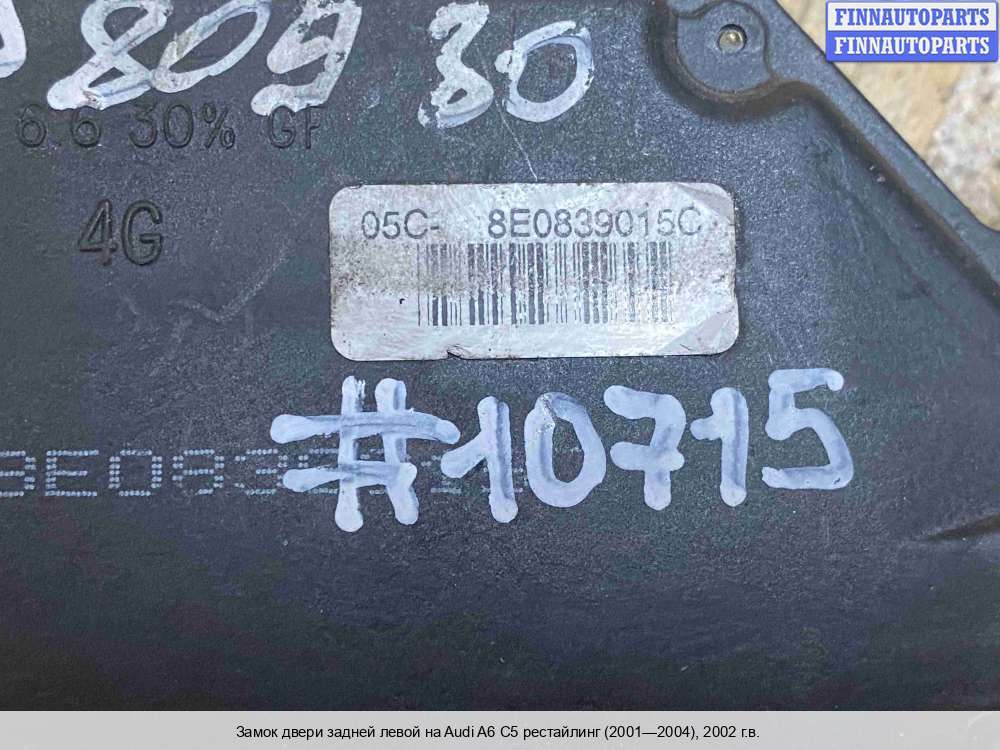 FINNAUTOPARTS
FINNAUTOPARTS
809 30
6.6 30% GF
4G
05C- 8E0839015C
#10715
Замок двери задней левой на Audi A6 C5 рестайлинг (2001—2004), 2002 г.в.